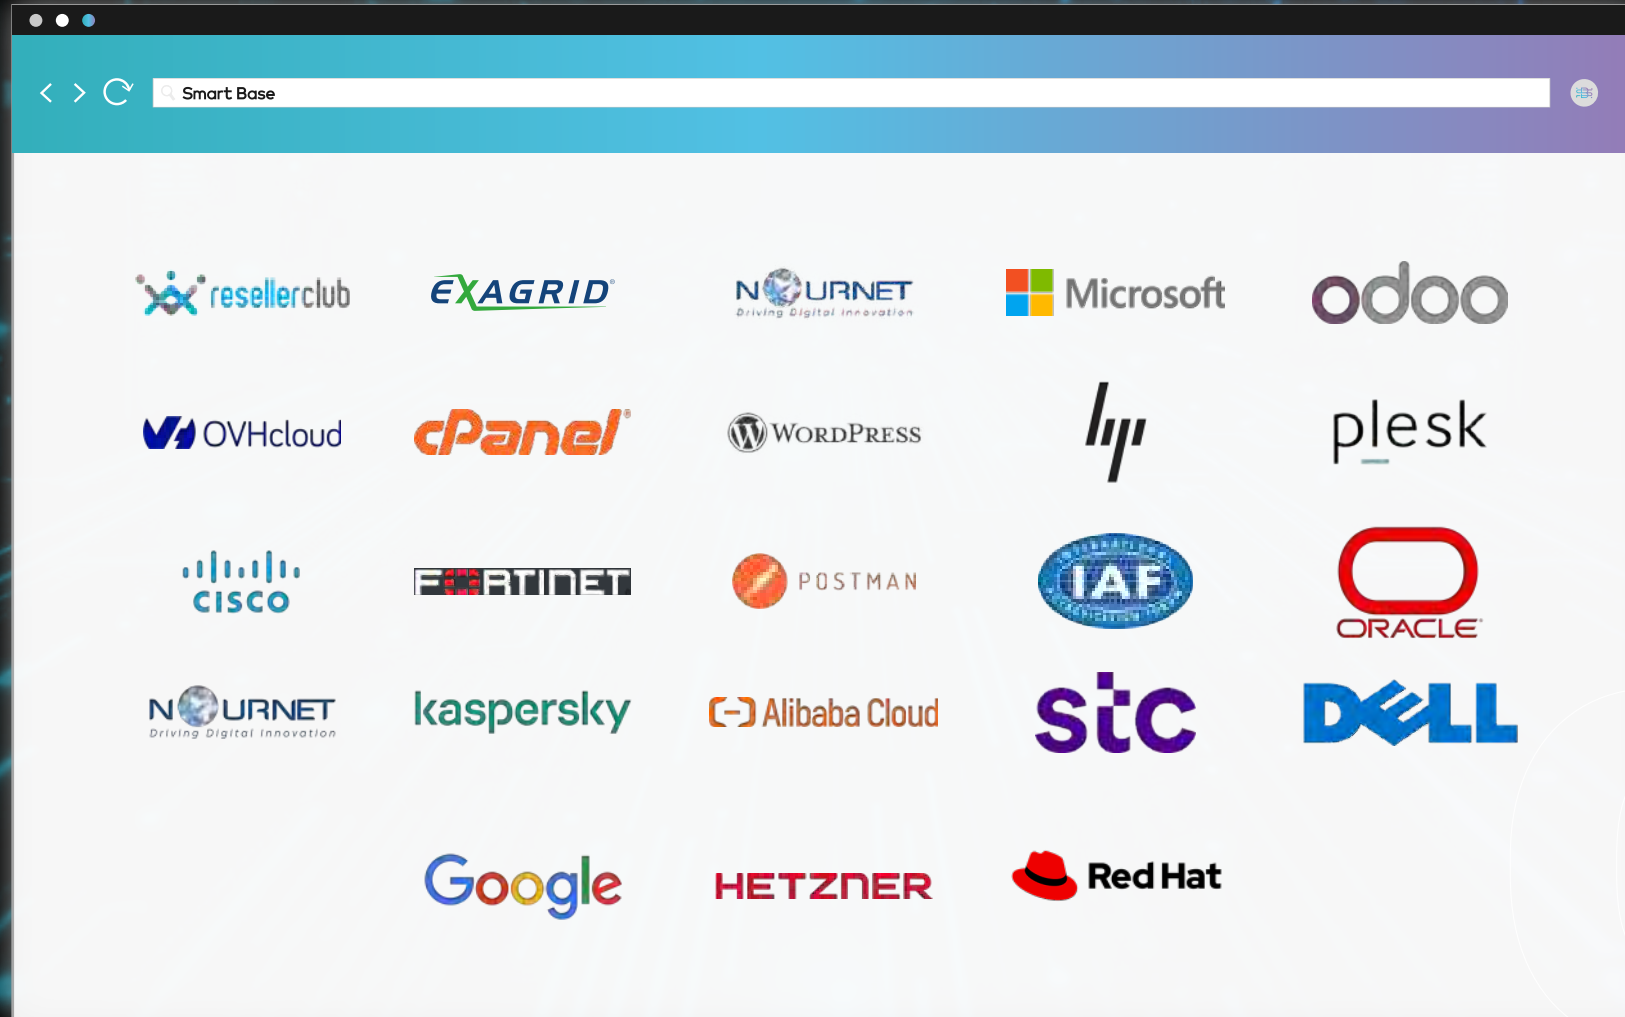 Smart Base
resellerclub
EXAGRID®
NOURNET
Driving Digital Innovation
Microsoft
odoo
OVHcloud
cPanel®
WORDPRESS
hp
plesk
CISCO
FORTINET
POSTMAN
IAF
ORACLE®
NOURNET
Driving Digital Innovation
kaspersky
Alibaba Cloud
stc
DELL
Google
HETZNER
Red Hat